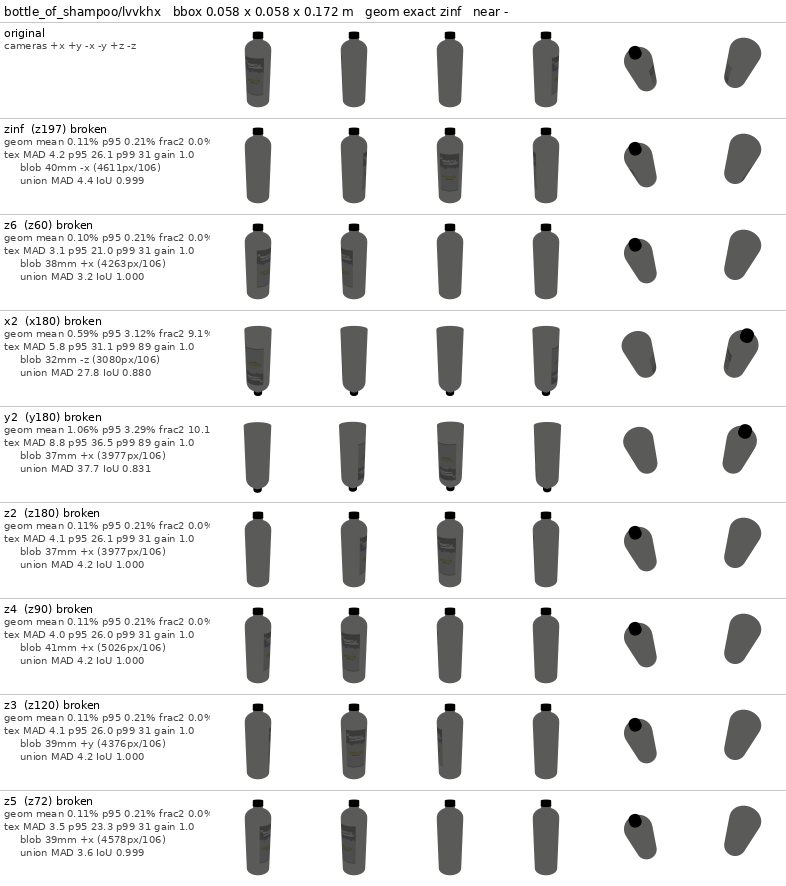 bottle_of_shampoo/lvvkhx bbox 0.058 x 0.058 x 0.172 m geom exact zinf near -
original
cameras +x +y -x -y +z -z
zinf (z197) broken
geom mean 0.11% p95 0.21% frac2 0.0%
tex MAD 4.2 p95 26.1 p99 31 gain 1.0
blob 40mm -x (4611px/106)
union MAD 4.4 IoU 0.999
z6 (z60) broken
geom mean 0.10% p95 0.21% frac2 0.0%
tex MAD 3.1 p95 21.0 p99 31 gain 1.0
blob 38mm +x (4263px/106)
union MAD 3.2 IoU 1.000
x2 (x180) broken
geom mean 0.59% p95 3.12% frac2 9.1%
tex MAD 5.8 p95 31.1 p99 89 gain 1.0
blob 32mm -z (3080px/106)
union MAD 27.8 IoU 0.880
y2 (y180) broken
geom mean 1.06% p95 3.29% frac2 10.1
tex MAD 8.8 p95 36.5 p99 89 gain 1.0
blob 37mm +x (3977px/106)
union MAD 37.7 IoU 0.831
z2 (z180) broken
geom mean 0.11% p95 0.21% frac2 0.0%
tex MAD 4.1 p95 26.1 p99 31 gain 1.0
blob 37mm +x (3977px/106)
union MAD 4.2 IoU 1.000
z4 (z90) broken
geom mean 0.11% p95 0.21% frac2 0.0%
tex MAD 4.0 p95 26.0 p99 31 gain 1.0
blob 41mm +x (5026px/106)
union MAD 4.2 IoU 1.000
z3 (z120) broken
geom mean 0.11% p95 0.21% frac2 0.0%
tex MAD 4.1 p95 26.0 p99 31 gain 1.0
blob 39mm +y (4376px/106)
union MAD 4.2 IoU 1.000
z5 (z72) broken
geom mean 0.11% p95 0.21% frac2 0.0%
tex MAD 3.5 p95 23.3 p99 31 gain 1.0
blob 39mm +x (4578px/106)
union MAD 3.6 IoU 0.999